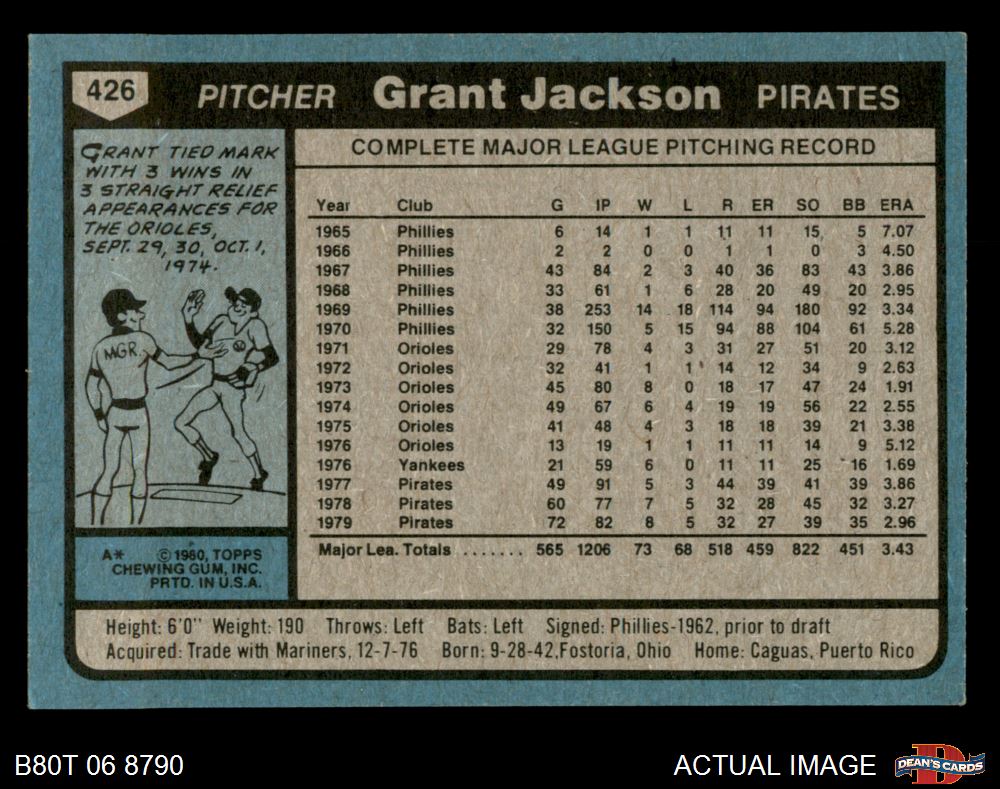 426 PITCHER Grant Jackson PIRATES
GRANT TIED MARK
WITH 3 WINS IN
3 STRAIGHT RELIEF
APPEARANCES FOR
THE ORIOLES,
SEPT. 29, 30, OCT. 1,
1974.
MGR.
A* © 1980, TOPPS
CHEWING GUM, INC.
PRTD. IN U.S.A.
COMPLETE MAJOR LEAGUE PITCHING RECORD
Year Club G IP W L R ER SO BB ERA
1965 Phillies 6 14 1 1 11 11 15 5 7.07
1966 Phillies 2 2 0 0 1 1 0 3 4.50
1967 Phillies 43 84 2 3 40 36 83 43 3.86
1968 Phillies 33 61 1 6 28 20 49 20 2.95
1969 Phillies 38 253 14 18 114 94 180 92 3.34
1970 Phillies 32 150 5 15 94 88 104 61 5.28
1971 Orioles 29 78 4 3 31 27 51 20 3.12
1972 Orioles 32 41 1 1 14 12 34 9 2.63
1973 Orioles 45 80 8 0 18 17 47 24 1.91
1974 Orioles 49 67 6 4 19 19 56 22 2.55
1975 Orioles 41 48 4 3 18 18 39 21 3.38
1976 Orioles 13 19 1 1 11 11 14 9 5.12
1976 Yankees 21 59 6 0 11 11 25 16 1.69
1977 Pirates 49 91 5 3 44 39 41 39 3.86
1978 Pirates 60 77 7 5 32 28 45 32 3.27
1979 Pirates 72 82 8 5 32 27 39 35 2.96
Major Lea. Totals ....... 565 1206 73 68 518 459 822 451 3.43
Height: 6'0" Weight: 190 Throws: Left Bats: Left Signed: Phillies-1962, prior to draft
Acquired: Trade with Mariners, 12-7-76 Born: 9-28-42, Fostoria, Ohio Home: Caguas, Puerto Rico
B80T 06 8790 ACTUAL IMAGE D DEAN'S CARDS